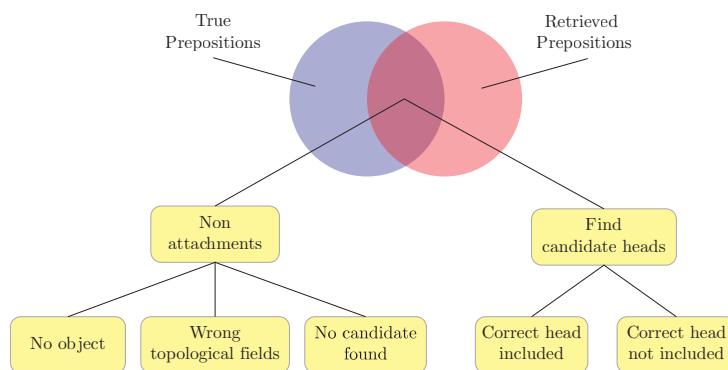 True
Prepositions
Retrieved
Prepositions
Non
attachments
Find
candidate heads
No object
Wrong
topological fields
No candidate
found
Correct head
included
Correct head
not included